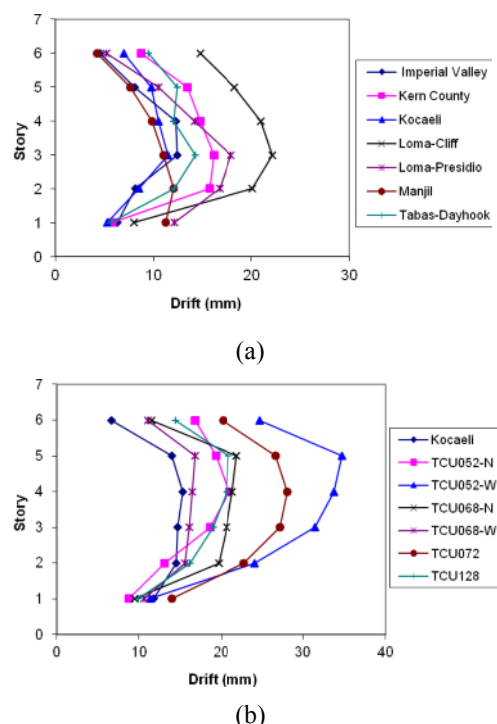 7
6
5
4
3
2
1
0
Story
0 10 20 30
Drift (mm)
Imperial Valley
Kern County
Kocaeli
Loma-Cliff
Loma-Presidio
Manjil
Tabas-Dayhook
(a)
7
6
5
4
3
2
1
0
Story
0 10 20 30 40
Drift (mm)
Kocaeli
TCU052-N
TCU052-W
TCU068-N
TCU068-W
TCU072
TCU128
(b)